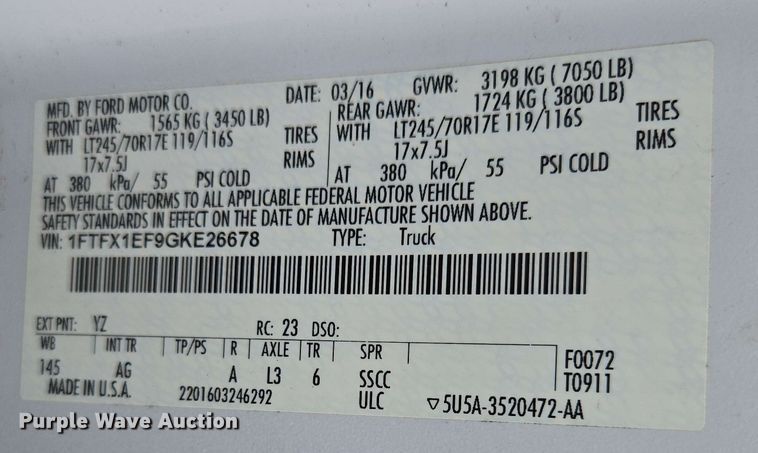 MFD. BY FORD MOTOR CO. DATE: 03/16 GVWR: 3198 KG ( 7050 LB)
FRONT GAWR: 1565 KG ( 3450 LB) REAR GAWR: 1724 KG ( 3800 LB)
WITH LT245/70R17E 119/116S TIRES WITH LT245/70R17E 119/116S TIRES
17x7.5J RIMS 17x7.5J RIMS
AT 380 kPa/ 55 PSI COLD AT 380 kPa/ 55 PSI COLD
THIS VEHICLE CONFORMS TO ALL APPLICABLE FEDERAL MOTOR VEHICLE
SAFETY STANDARDS IN EFFECT ON THE DATE OF MANUFACTURE SHOWN ABOVE.
VIN: 1FTFX1EF9GKE26678 TYPE: Truck
EXT PNT: YZ RC: 23 DSO:
WB INT TR TP/PS R AXLE TR SPR F0072
145 AG A L3 6 SSCC T0911
MADE IN U.S.A. 2201603246292 ULC ▽5U5A-3520472-AA
Purple Wave Auction